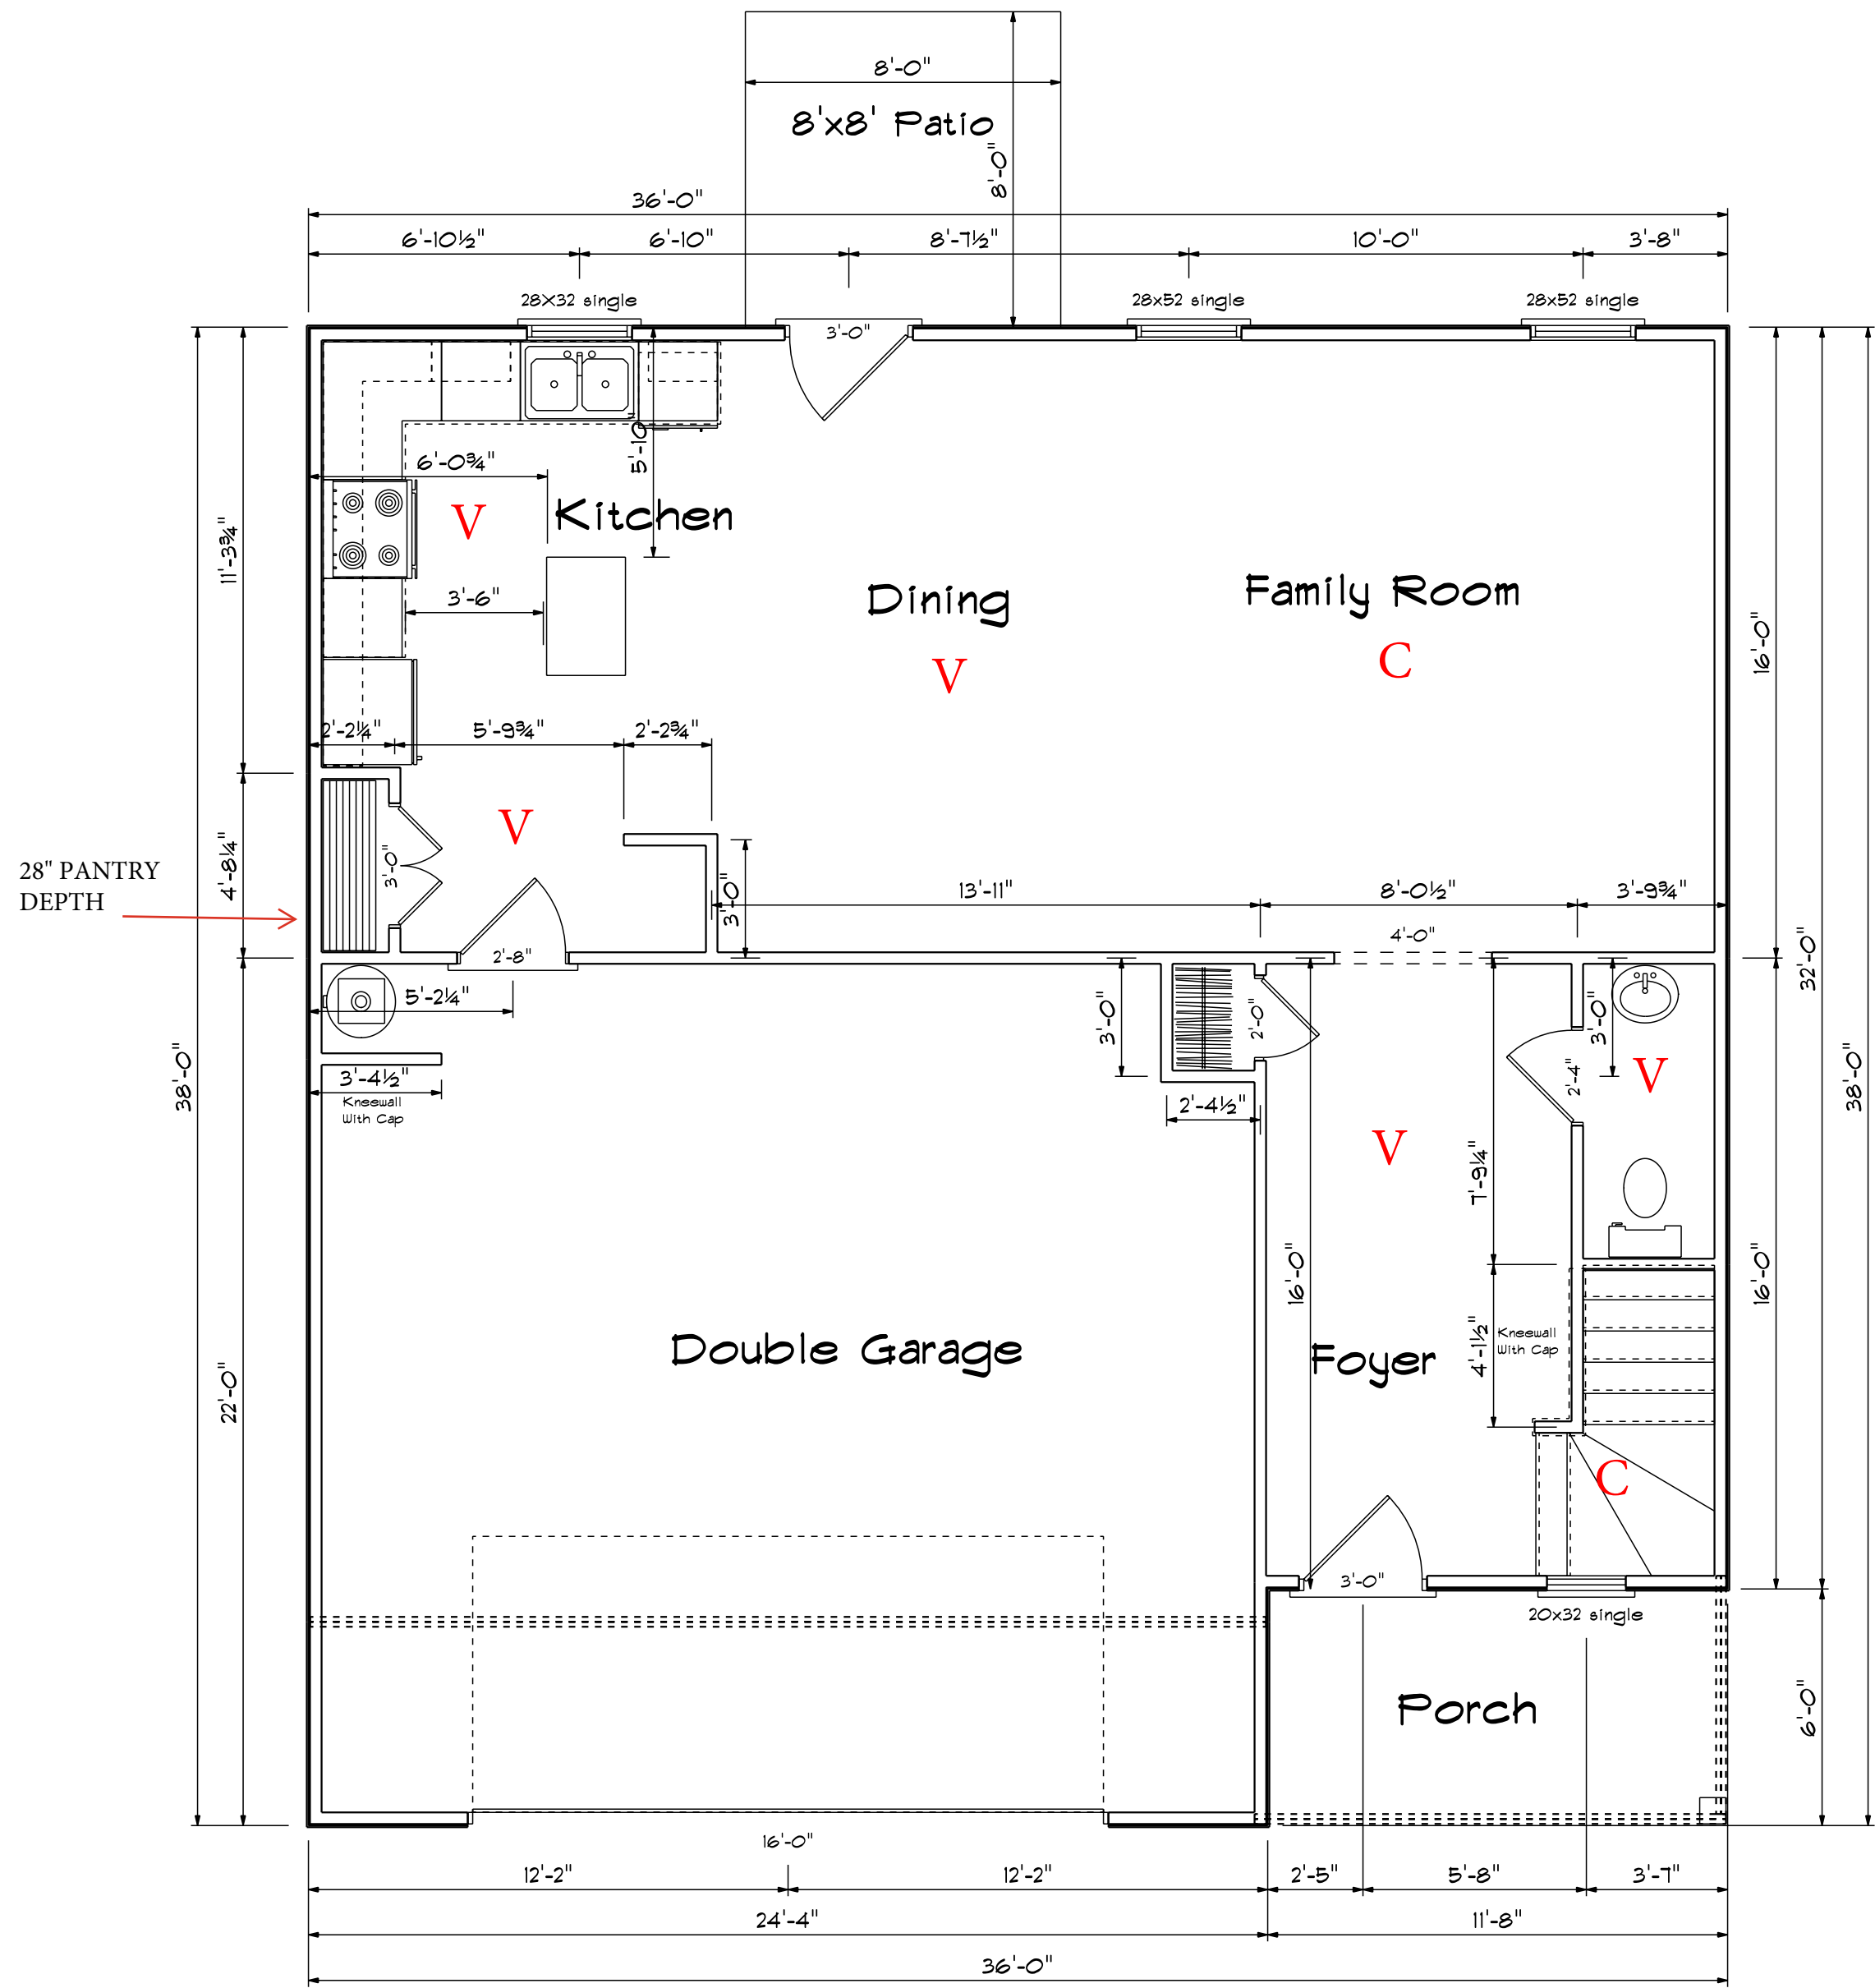 8'-0"
8'x8' Patio
8'-0"
36'-0"
6'-10½"
6'-10"
8'-7½"
10'-0"
3'-8"
28X32 single
28x52 single
28x52 single
3'-0"
5'-10"
6'-0¾"
V
Kitchen
11'-3¾"
3'-6"
Dining
V
Family Room
C
16'-0"
2'-2¼"
5'-9¾"
2'-2¾"
V
28" PANTRY
DEPTH
4'-8¼"
3'-0"
3'-0"
13'-11"
8'-0½"
3'-9¾"
4'-0"
2'-8"
32'-0"
5'-2¼"
3'-0"
2'-0"
3'-0"
38'-0"
3'-4½"
Kneewall
With Cap
2'-4½"
2'-4"
V
38'-0"
V
7'-9¼"
16'-0"
16'-0"
22'-0"
Double Garage
Foyer
4'-1½"
Kneewall
With Cap
C
3'-0"
20x32 single
Porch
6'-0"
16'-0"
12'-2"
12'-2"
2'-5"
5'-8"
3'-7"
24'-4"
11'-8"
36'-0"